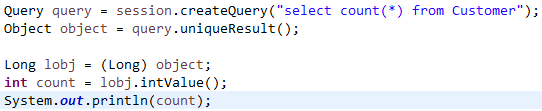 Query query = session.createQuery("select count(*) from Customer");
Object object = query.uniqueResult();
Long lobj = (Long) object;
int count = lobj.intValue();
System.out.println(count);